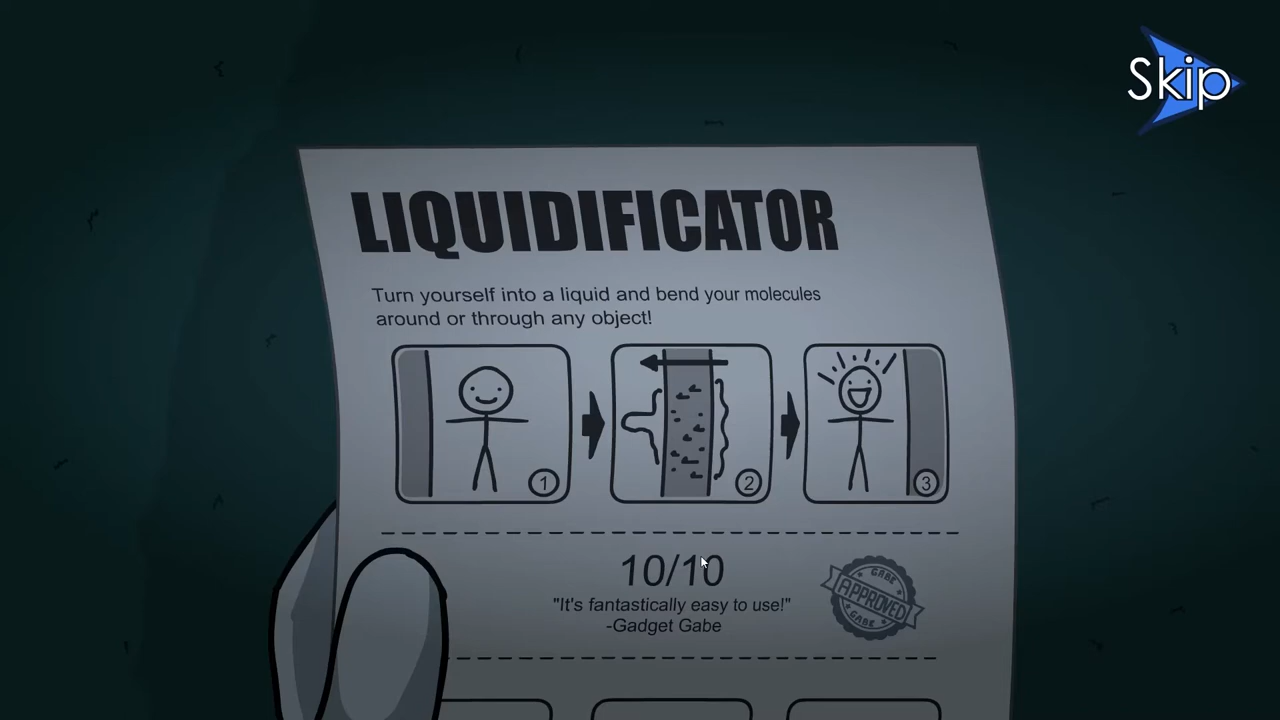 Skip
LIQUIDIFICATOR
Turn yourself into a liquid and bend your molecules
around or through any object!
1
2
3
10/10
"It's fantastically easy to use!"
-Gadget Gabe
GABE
APPROVED
GABE